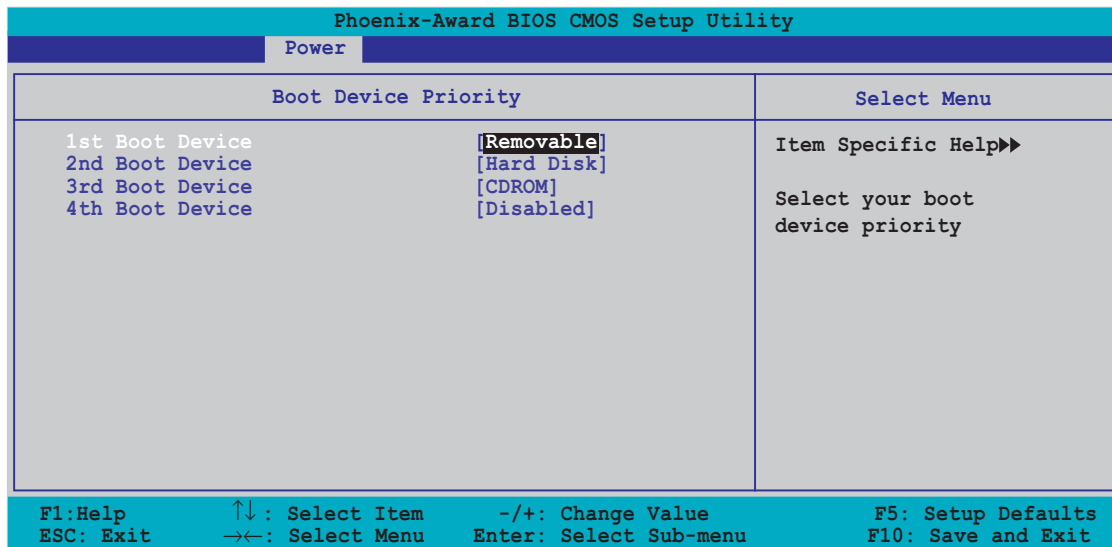 Phoenix-Award BIOS CMOS Setup Utility
Power
Boot Device Priority
Select Menu
1st Boot Device [Removable]
2nd Boot Device [Hard Disk]
3rd Boot Device [CDROM]
4th Boot Device [Disabled]
Item Specific Help▶▶
Select your boot
device priority
F1:Help ↑↓: Select Item -/+: Change Value F5: Setup Defaults
ESC: Exit →←: Select Menu Enter: Select Sub-menu F10: Save and Exit